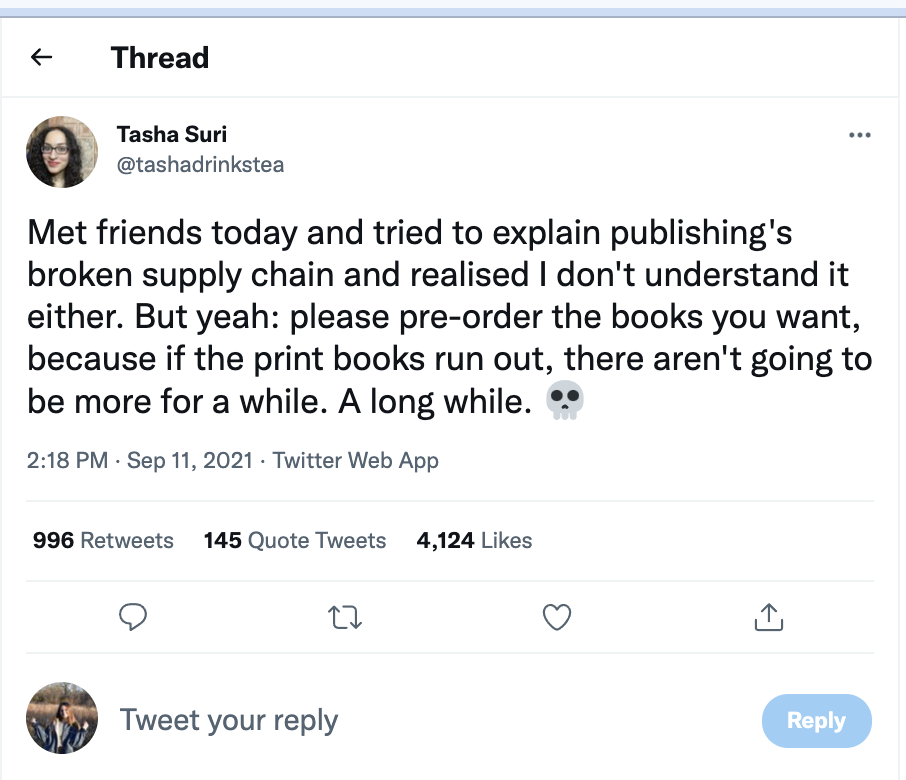 Thread
Tasha Suri
@tashadrinkstea
Met friends today and tried to explain publishing's
broken supply chain and realised I don't understand it
either. But yeah: please pre-order the books you want,
because if the print books run out, there aren't going to
be more for a while. A long while. 💀
2:18 PM · Sep 11, 2021 · Twitter Web App
996 Retweets 145 Quote Tweets 4,124 Likes
Tweet your reply
Reply